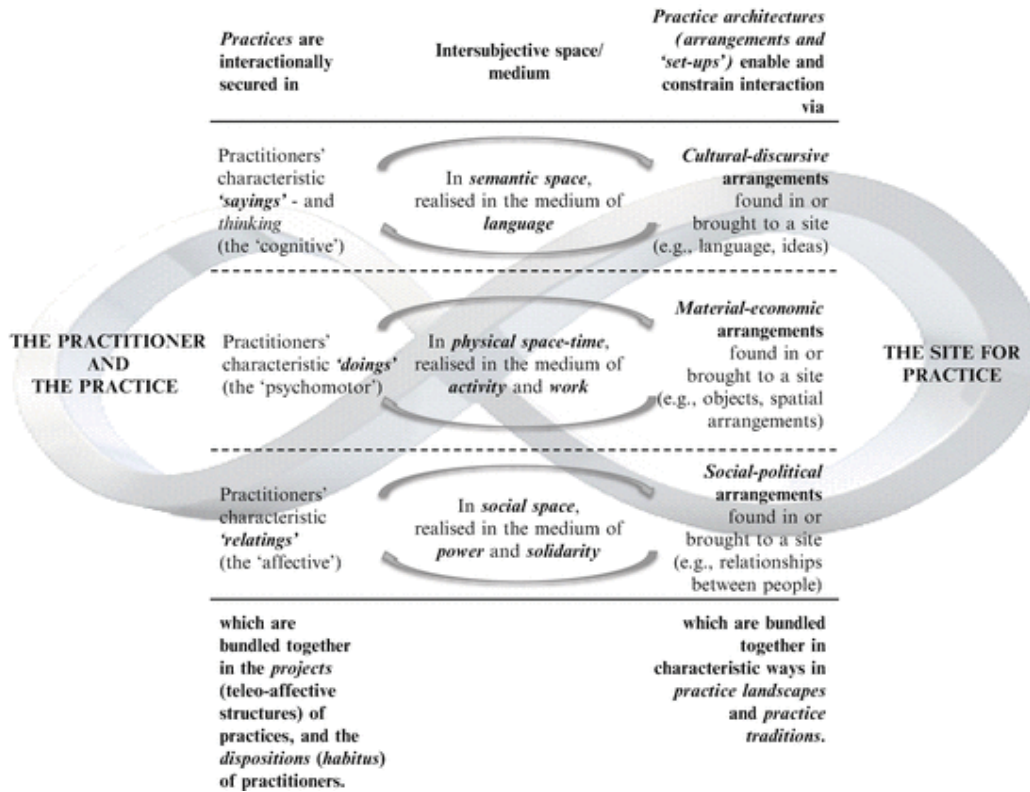 Practices are
interactionally
secured in
Intersubjective space/
medium
Practice architectures
(arrangements and
‘set-ups’) enable and
constrain interaction
via
Practitioners’
characteristic
‘sayings’ - and
thinking
(the ‘cognitive’)
In semantic space,
realised in the medium of
language
Cultural-discursive
arrangements
found in or
brought to a site
(e.g., language, ideas)
THE PRACTITIONER
AND
THE PRACTICE
Practitioners’
characteristic ‘doings’
(the ‘psychomotor’)
In physical space-time,
realised in the medium of
activity and work
Material-economic
arrangements
found in or
brought to a site
(e.g., objects, spatial
arrangements)
THE SITE FOR
PRACTICE
Practitioners’
characteristic
‘relatings’
(the ‘affective’)
In social space,
realised in the medium of
power and solidarity
Social-political
arrangements
found in or
brought to a site
(e.g., relationships
between people)
which are
bundled together
in the projects
(teleo-affective
structures) of
practices, and the
dispositions (habitus)
of practitioners.
which are bundled
together in
characteristic ways in
practice landscapes
and practice
traditions.